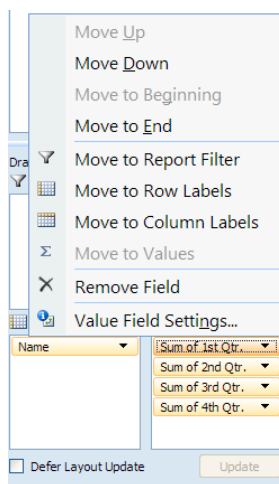 Move Up
Move Down
Move to Beginning
Move to End
Dra
Move to Report Filter
Move to Row Labels
Move to Column Labels
Σ Move to Values
Remove Field
Value Field Settings...
Name
Sum of 1st Qtr.
Sum of 2nd Qtr.
Sum of 3rd Qtr.
Sum of 4th Qtr.
Defer Layout Update
Update